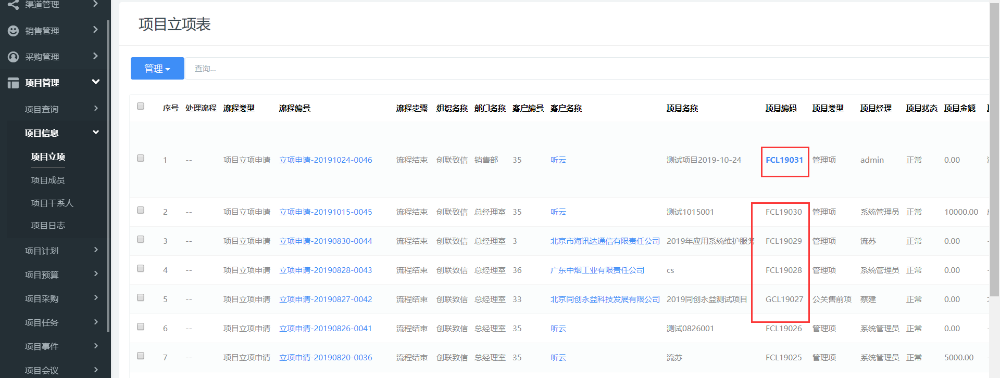 渠道管理
销售管理
采购管理
项目管理
项目查询
项目信息
项目立项
项目成员
项目干系人
项目日志
项目计划
项目预算
项目采购
项目任务
项目事件
项目会议
项目立项表
管理
查询...
序号 处理流程 流程类型 流程编号 流程步骤 组织名称 部门名称 客户编号 客户名称 项目名称 项目编码 项目类型 项目经理 项目状态 项目金额
1 -- 项目立项申请 立项申请-20191024-0046 流程结束 创联致信 销售部 35 听云 测试项目2019-10-24 FCL19031 管理项 admin 正常 0.00
2 -- 项目立项申请 立项申请-20191015-0045 流程结束 创联致信 总经理室 35 听云 测试1015001 FCL19030 管理项 系统管理员 正常 10000.00
3 -- 项目立项申请 立项申请-20190830-0044 流程结束 创联致信 总经理室 3 北京市海讯达通信有限责任公司 2019年应用系统维护服务 FCL19029 管理项 流苏 正常 0.00
4 -- 项目立项申请 立项申请-20190828-0043 流程结束 创联致信 总经理室 36 广东中烟工业有限责任公司 cs FCL19028 管理项 系统管理员 正常 0.00
5 -- 项目立项申请 立项申请-20190827-0042 流程结束 创联致信 总经理室 33 北京同创永益科技发展有限公司 2019同创永益测试项目 GCL19027 公关售前项 蔡建 正常 0.00
6 -- 项目立项申请 立项申请-20190826-0041 流程结束 创联致信 总经理室 35 听云 测试0826001 FCL19026 管理项 系统管理员 正常 0.00
7 -- 项目立项申请 立项申请-20190820-0036 流程结束 创联致信 总经理室 35 听云 流苏 FCL19025 管理项 系统管理员 正常 5000.00